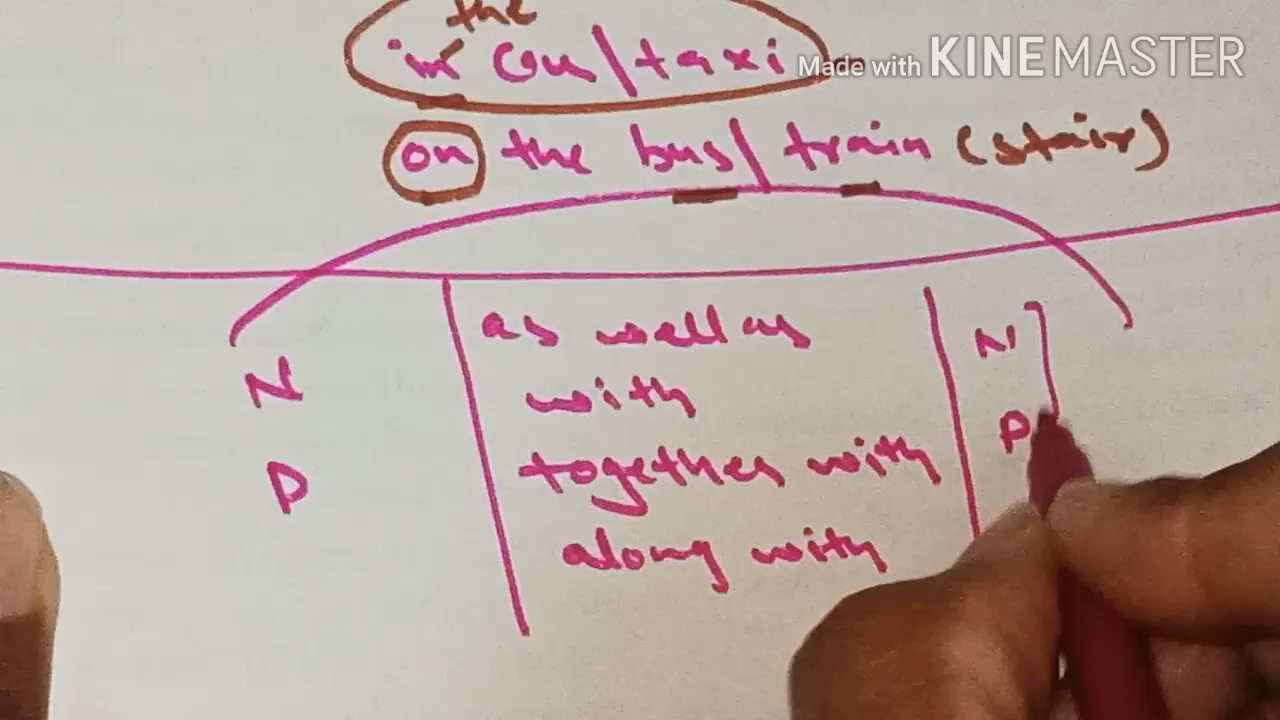 the
in car/taxi
Made with KINEMASTER
on the bus/train (stair)
N
P
as well as
with
together with
along with
N
P